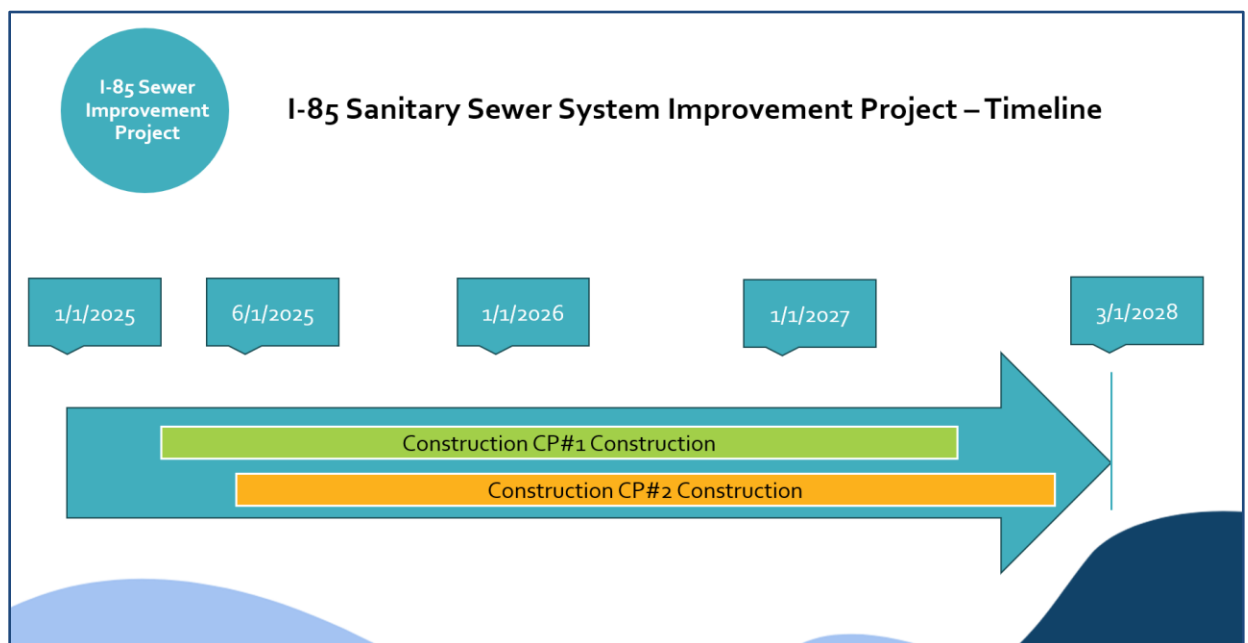 I-85 Sewer
Improvement
Project
I-85 Sanitary Sewer System Improvement Project – Timeline
1/1/2025
6/1/2025
1/1/2026
1/1/2027
3/1/2028
Construction CP#1 Construction
Construction CP#2 Construction